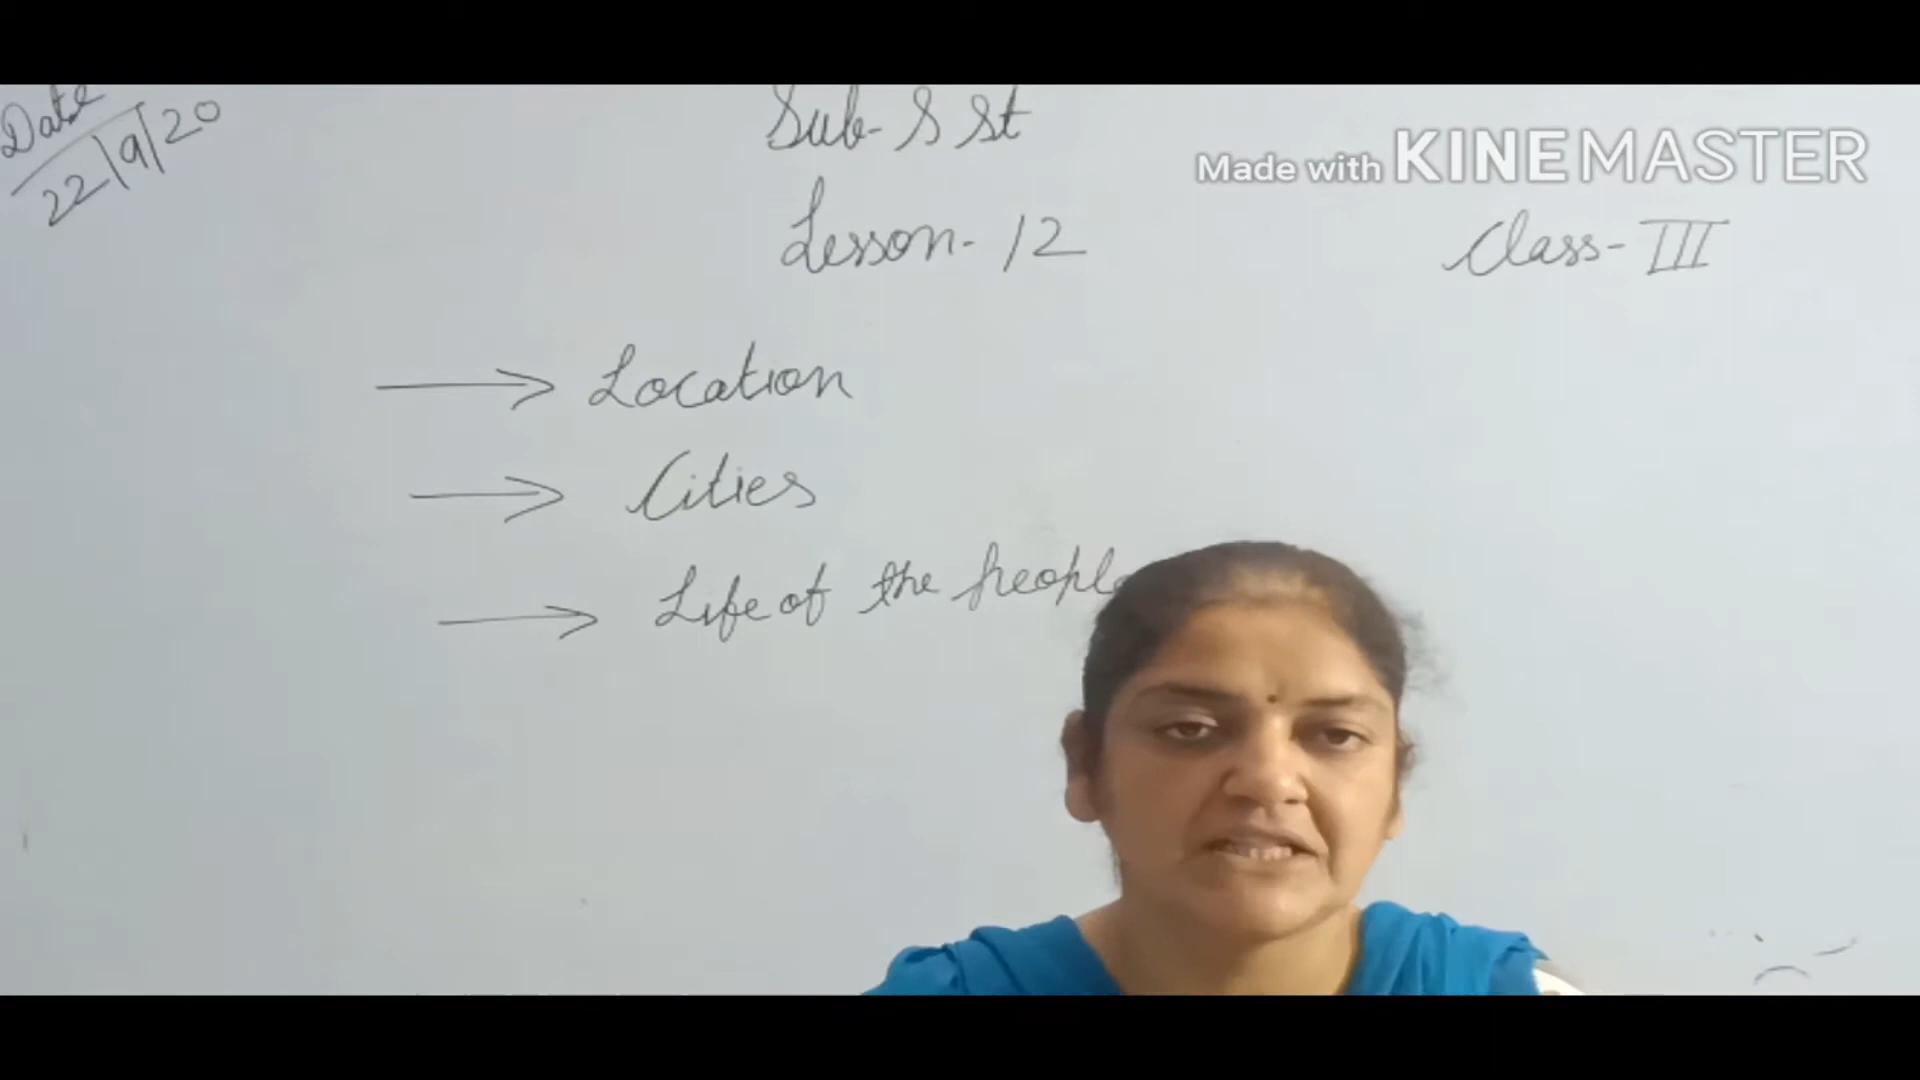 Date
22/9/20
Sub- S St
Made with KINEMASTER
Lesson- 12
Class- III
→ Location
→ Cities
→ Life of the people